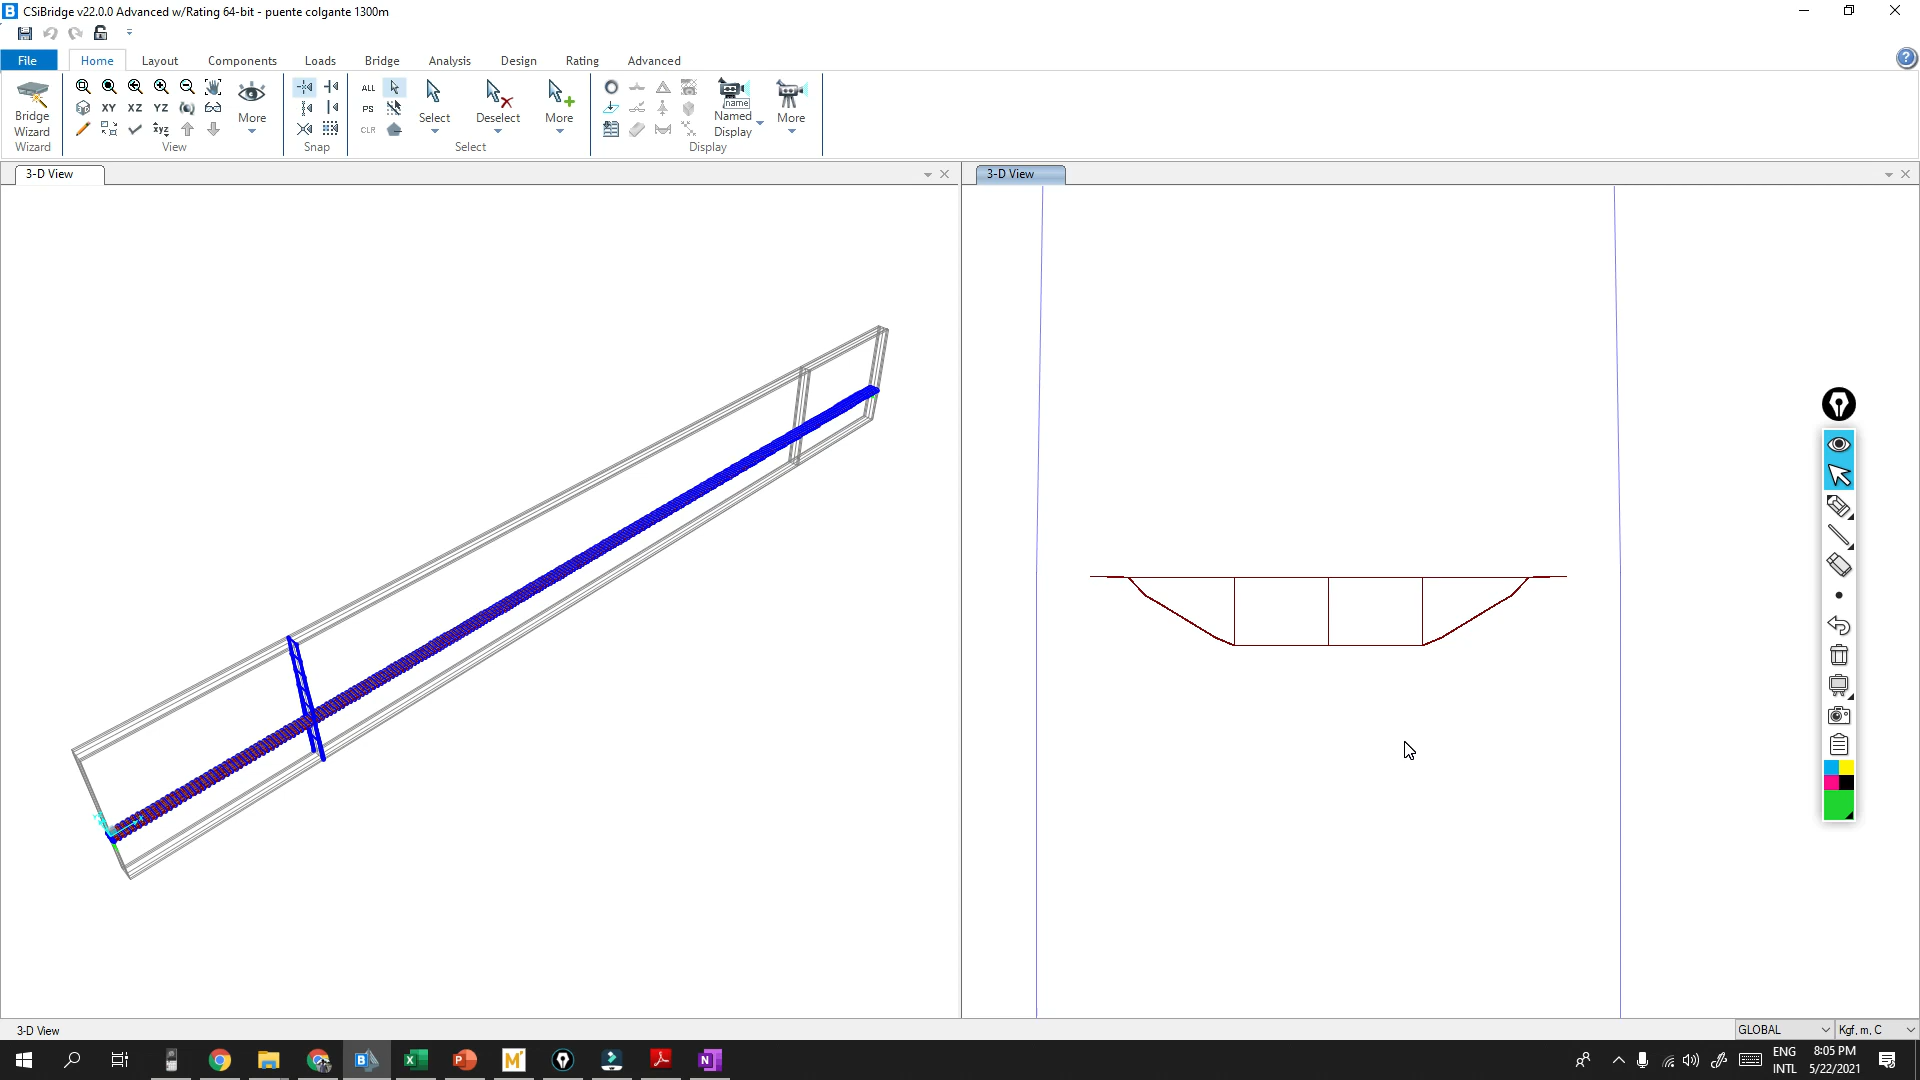 CSiBridge v22.0.0 Advanced w/Rating 64-bit - puente colgante 1300m
File Home Layout Components Loads Bridge Analysis Design Rating Advanced
Bridge Wizard
Wizard
XY XZ YZ
xyz
More
View
Snap
ALL
PS
CLR
Select
Deselect
More
Select
name
Named Display
More
Display
3-D View
3-D View
3-D View
GLOBAL
Kgf, m, C
ENG
INTL
8:05 PM
5/22/2021